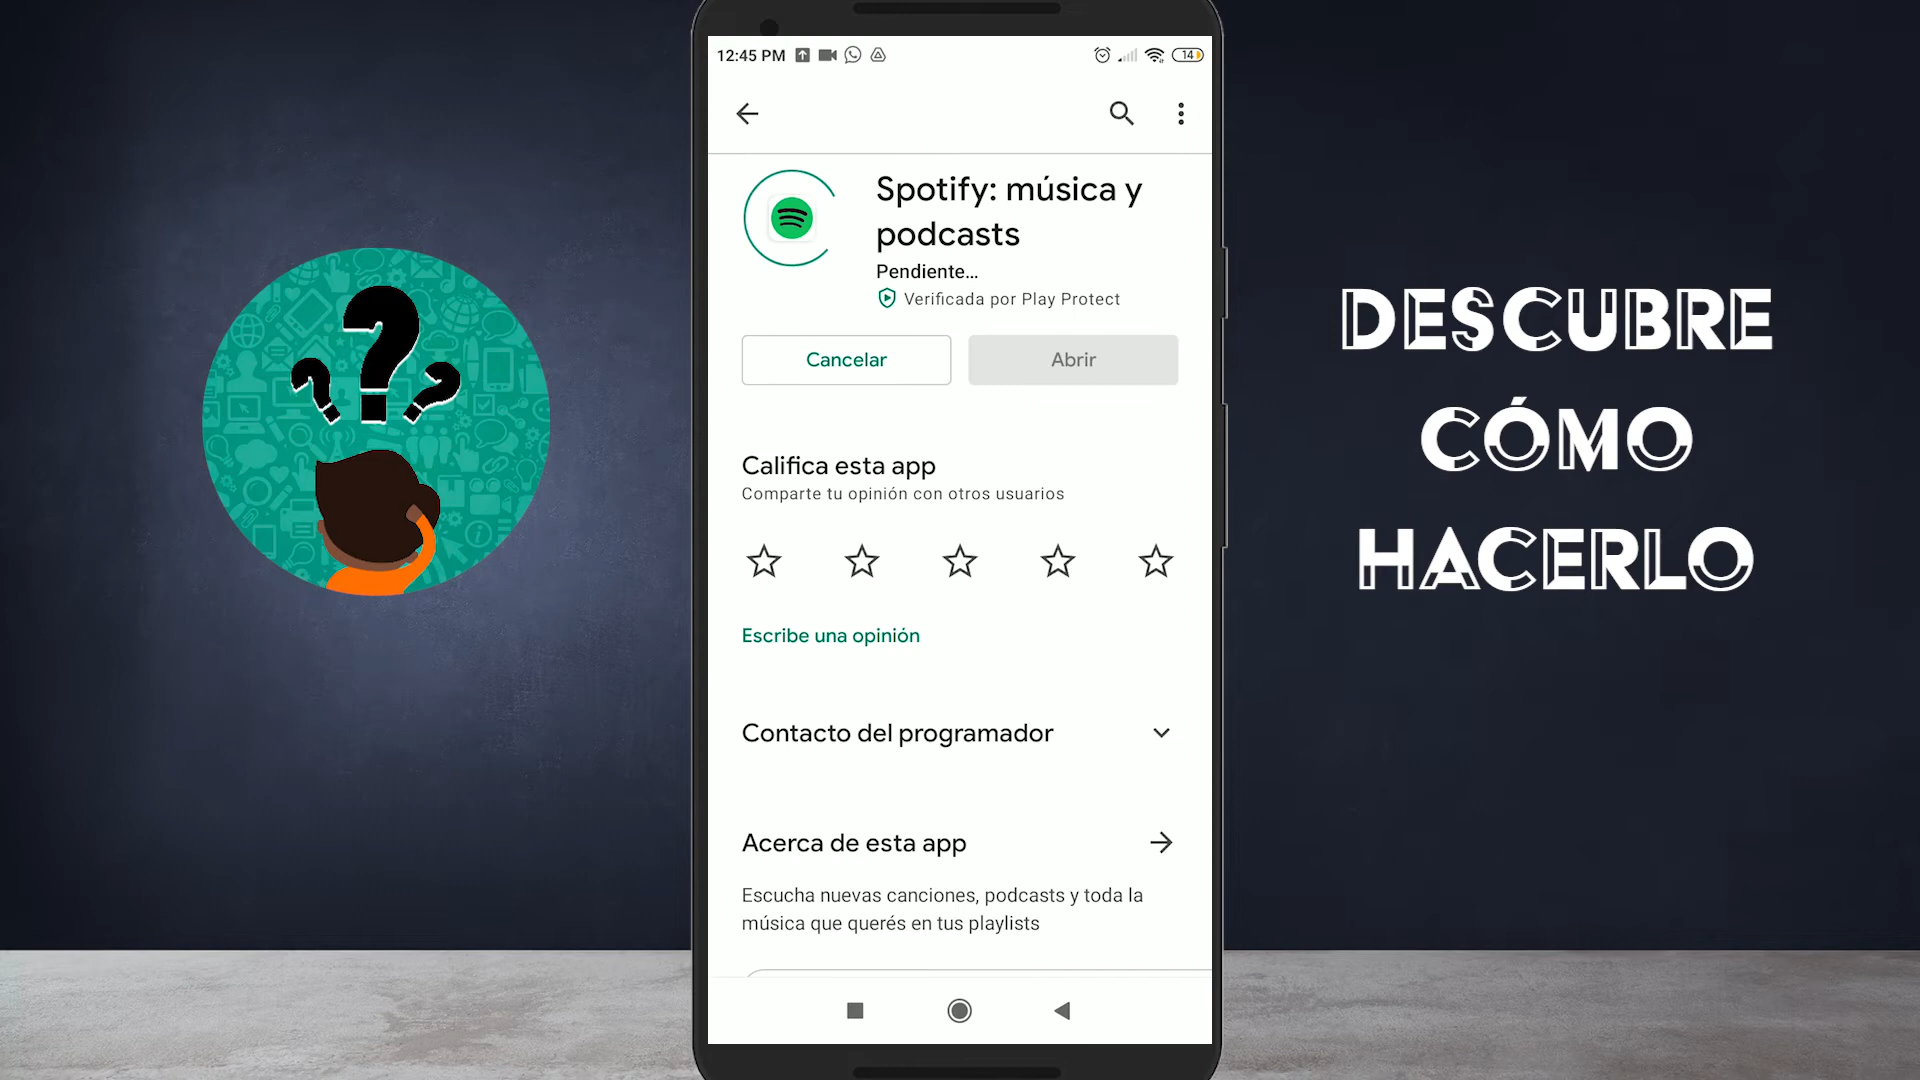 12:45 PM
14
Spotify: música y
podcasts
Pendiente...
Verificada por Play Protect
Cancelar
Abrir
Califica esta app
Comparte tu opinión con otros usuarios
Escribe una opinión
Contacto del programador
Acerca de esta app
Escucha nuevas canciones, podcasts y toda la
música que querés en tus playlists
DESCUBRE
CÓMO
HACERLO